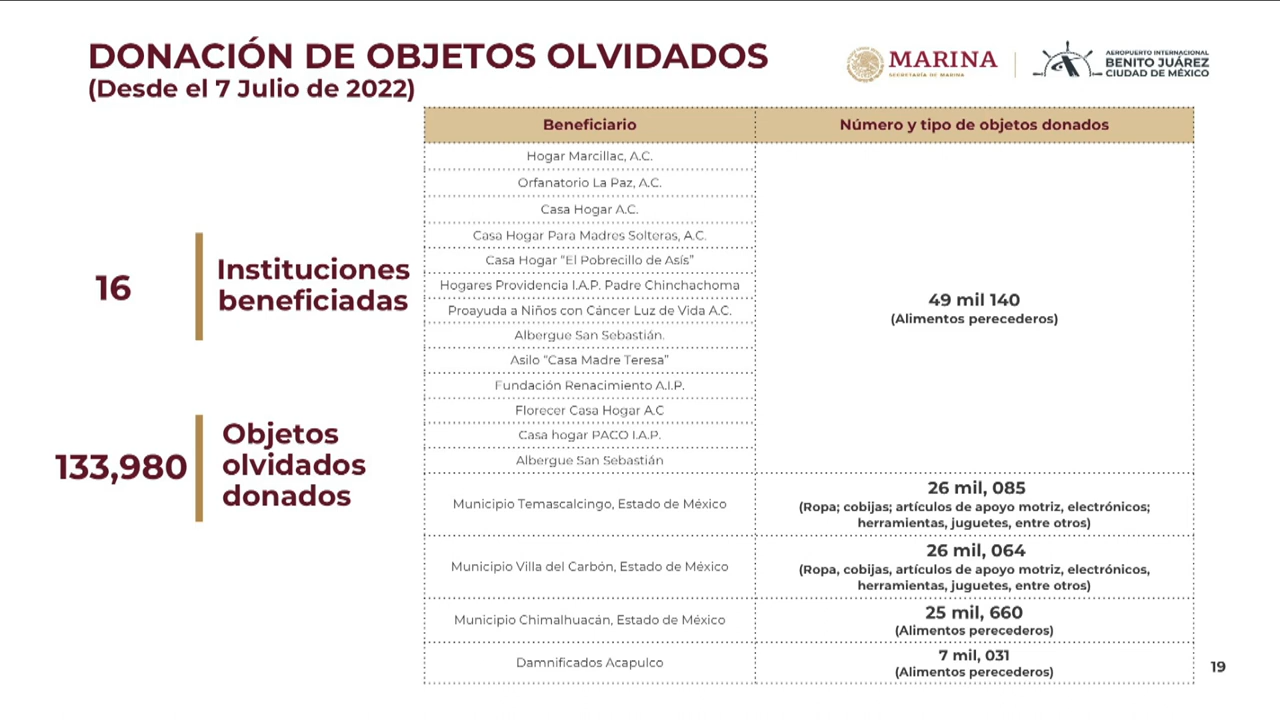 DONACIÓN DE OBJETOS OLVIDADOS
(Desde el 7 Julio de 2022)
MARINA
SECRETARÍA DE MARINA
AEROPUERTO INTERNACIONAL
BENITO JUÁREZ
CIUDAD DE MÉXICO
16
Instituciones
beneficiadas
133,980
Objetos
olvidados
donados
Beneficiario
Número y tipo de objetos donados
Hogar Marcillac, A.C.
Orfanatorio La Paz, A.C.
Casa Hogar A.C.
Casa Hogar Para Madres Solteras, A.C.
Casa Hogar “El Pobrecillo de Asís”
Hogares Providencia I.A.P. Padre Chinchachoma
Proayuda a Niños con Cáncer Luz de Vida A.C.
Albergue San Sebastián.
Asilo “Casa Madre Teresa”
Fundación Renacimiento A.I.P.
Florecer Casa Hogar A.C
Casa hogar PACO I.A.P.
Albergue San Sebastián
49 mil 140
(Alimentos perecederos)
Municipio Temascalcingo, Estado de México
26 mil, 085
(Ropa; cobijas; artículos de apoyo motriz, electrónicos;
herramientas, juguetes, entre otros)
Municipio Villa del Carbón, Estado de México
26 mil, 064
(Ropa, cobijas, artículos de apoyo motriz, electrónicos,
herramientas, juguetes, entre otros)
Municipio Chimalhuacán, Estado de México
25 mil, 660
(Alimentos perecederos)
Damnificados Acapulco
7 mil, 031
(Alimentos perecederos)
19